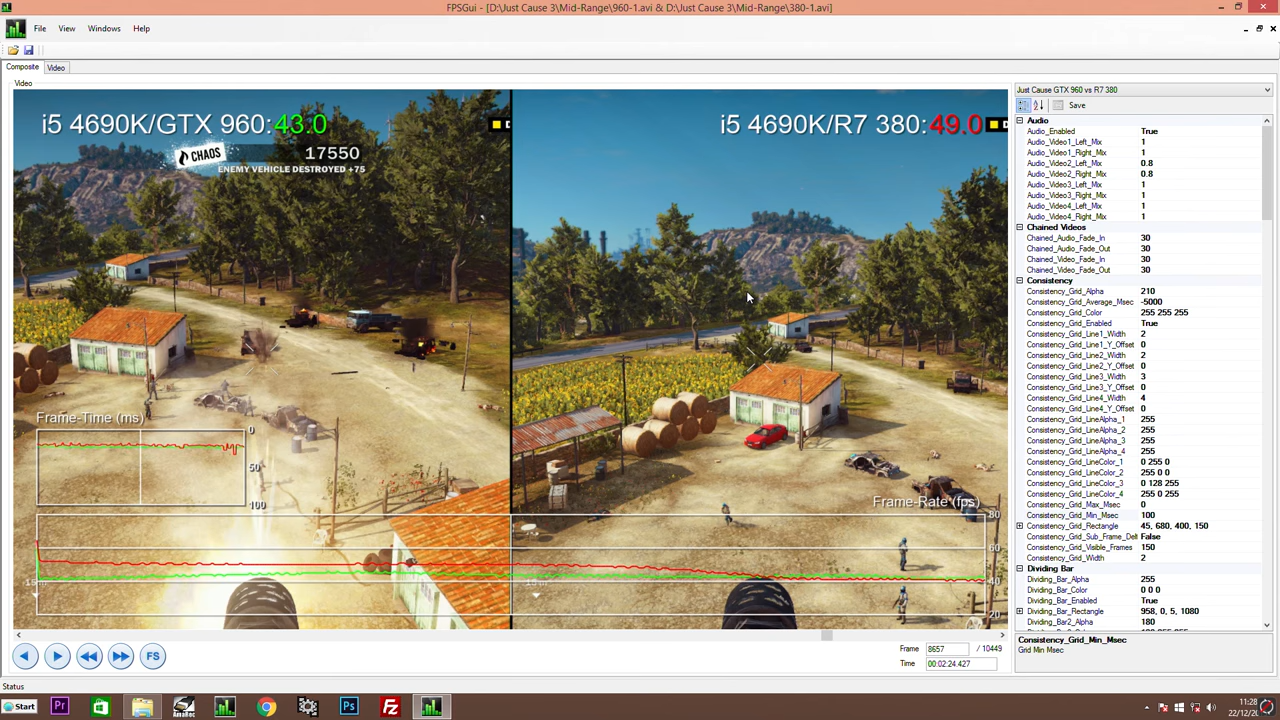 FPSGui - [D:\Just Cause 3\Mid-Range\960-1.avi & D:\Just Cause 3\Mid-Range\380-1.avi]
File View Windows Help
Composite Video
Video
i5 4690K/GTX 960:43.0
i5 4690K/R7 380:49.0
CHAOS 17550
ENEMY VEHICLE DESTROYED +75
Frame-Time (ms)
0
50
100
Frame-Rate (fps)
80
60
40
20
Frame 8657 / 10449
Time 00:02:24.427
FS
Just Cause GTX 960 vs R7 380
Save
Audio
Audio_Enabled True
Audio_Video1_Left_Mix 1
Audio_Video1_Right_Mix 1
Audio_Video2_Left_Mix 0.8
Audio_Video2_Right_Mix 0.8
Audio_Video3_Left_Mix 1
Audio_Video3_Right_Mix 1
Audio_Video4_Left_Mix 1
Audio_Video4_Right_Mix 1
Chained Videos
Chained_Audio_Fade_In 30
Chained_Audio_Fade_Out 30
Chained_Video_Fade_In 30
Chained_Video_Fade_Out 30
Consistency
Consistency_Grid_Alpha 210
Consistency_Grid_Average_Msec -5000
Consistency_Grid_Color 255 255 255
Consistency_Grid_Enabled True
Consistency_Grid_Line1_Width 2
Consistency_Grid_Line1_Y_Offset 0
Consistency_Grid_Line2_Width 2
Consistency_Grid_Line2_Y_Offset 0
Consistency_Grid_Line3_Width 3
Consistency_Grid_Line3_Y_Offset 0
Consistency_Grid_Line4_Width 4
Consistency_Grid_Line4_Y_Offset 0
Consistency_Grid_LineAlpha_1 255
Consistency_Grid_LineAlpha_2 255
Consistency_Grid_LineAlpha_3 255
Consistency_Grid_LineAlpha_4 255
Consistency_Grid_LineColor_1 0 255 0
Consistency_Grid_LineColor_2 255 0 0
Consistency_Grid_LineColor_3 0 128 255
Consistency_Grid_LineColor_4 255 0 255
Consistency_Grid_Max_Msec 0
Consistency_Grid_Min_Msec 100
Consistency_Grid_Rectangle 45, 680, 400, 150
Consistency_Grid_Sub_Frame_Del False
Consistency_Grid_Visible_Frames 150
Consistency_Grid_Width 2
Dividing Bar
Dividing_Bar_Alpha 255
Dividing_Bar_Color 0 0 0
Dividing_Bar_Enabled True
Dividing_Bar_Rectangle 958, 0, 5, 1080
Dividing_Bar2_Alpha 180
Consistency_Grid_Min_Msec
Grid Min Msec
Status
Start Pr AmaRec Ps Fz
11:28
22/12/20